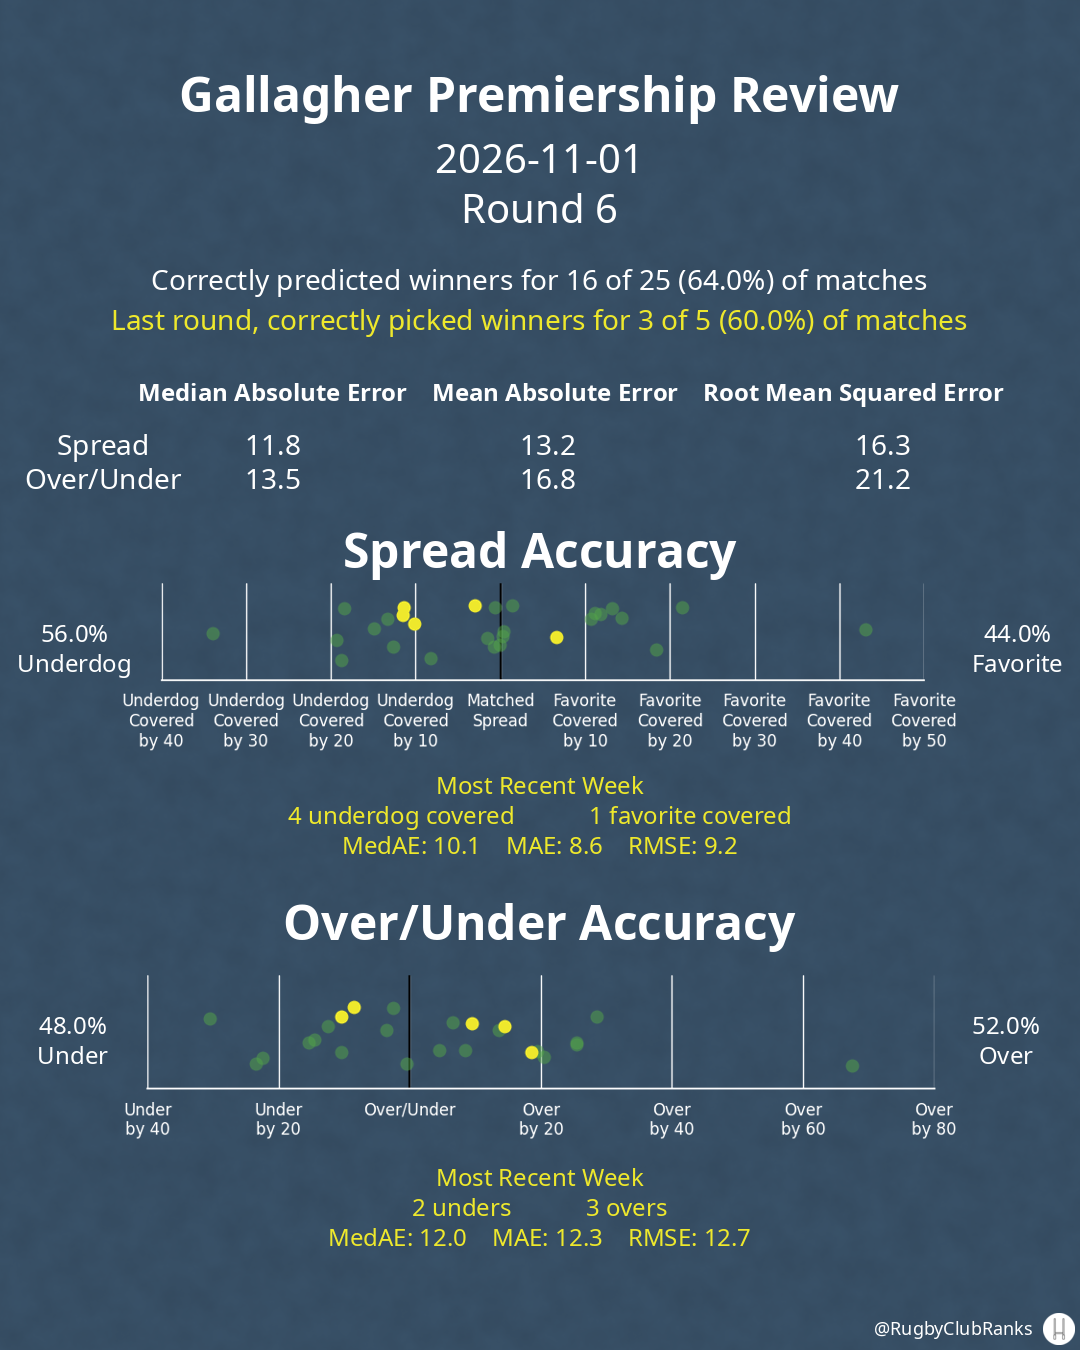 Gallagher Premiership Review
2026-11-01
Round 6
Correctly predicted winners for 16 of 25 (64.0%) of matches
Last round, correctly picked winners for 3 of 5 (60.0%) of matches
Median Absolute Error Mean Absolute Error Root Mean Squared Error
Spread 11.8 13.2 16.3
Over/Under 13.5 16.8 21.2
Spread Accuracy
56.0%
Underdog
44.0%
Favorite
Underdog Underdog Underdog Underdog Matched Favorite Favorite Favorite Favorite Favorite
Covered Covered Covered Covered Spread Covered Covered Covered Covered Covered
by 40 by 30 by 20 by 10 by 10 by 20 by 30 by 40 by 50
Most Recent Week
4 underdog covered 1 favorite covered
MedAE: 10.1 MAE: 8.6 RMSE: 9.2
Over/Under Accuracy
48.0%
Under
52.0%
Over
Under Under Over/Under Over Over Over Over
by 40 by 20 by 20 by 40 by 60 by 80
Most Recent Week
2 unders 3 overs
MedAE: 12.0 MAE: 12.3 RMSE: 12.7
@RugbyClubRanks